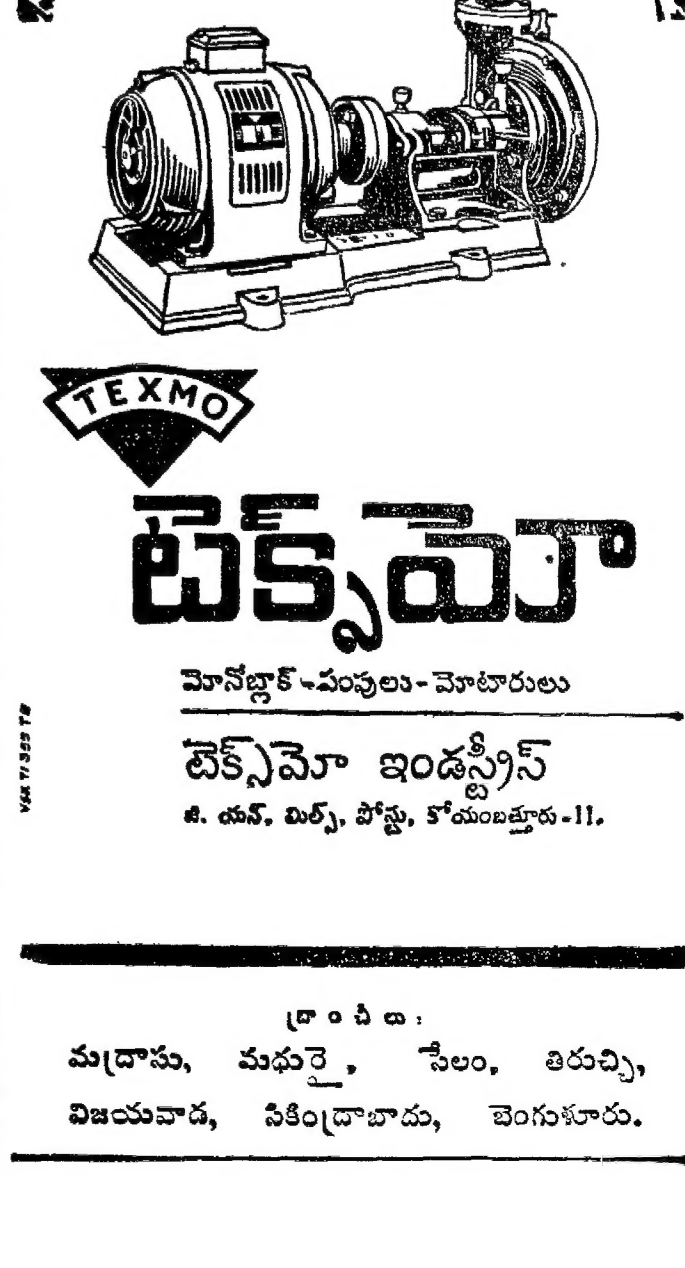 TEXMO
టెక్స్‌మో
మోనోబ్లాక్-పంపులు-మోటారులు
టెక్స్‌మో ఇండస్ట్రీస్
జి. యన్. మిల్స్, పోస్టు, కోయంబత్తూరు-11.
బ్రాంచీలు:
మద్రాసు, మధురై, సేలం, తిరుచ్చి,
విజయవాడ, సికింద్రాబాదు, బెంగుళూరు.